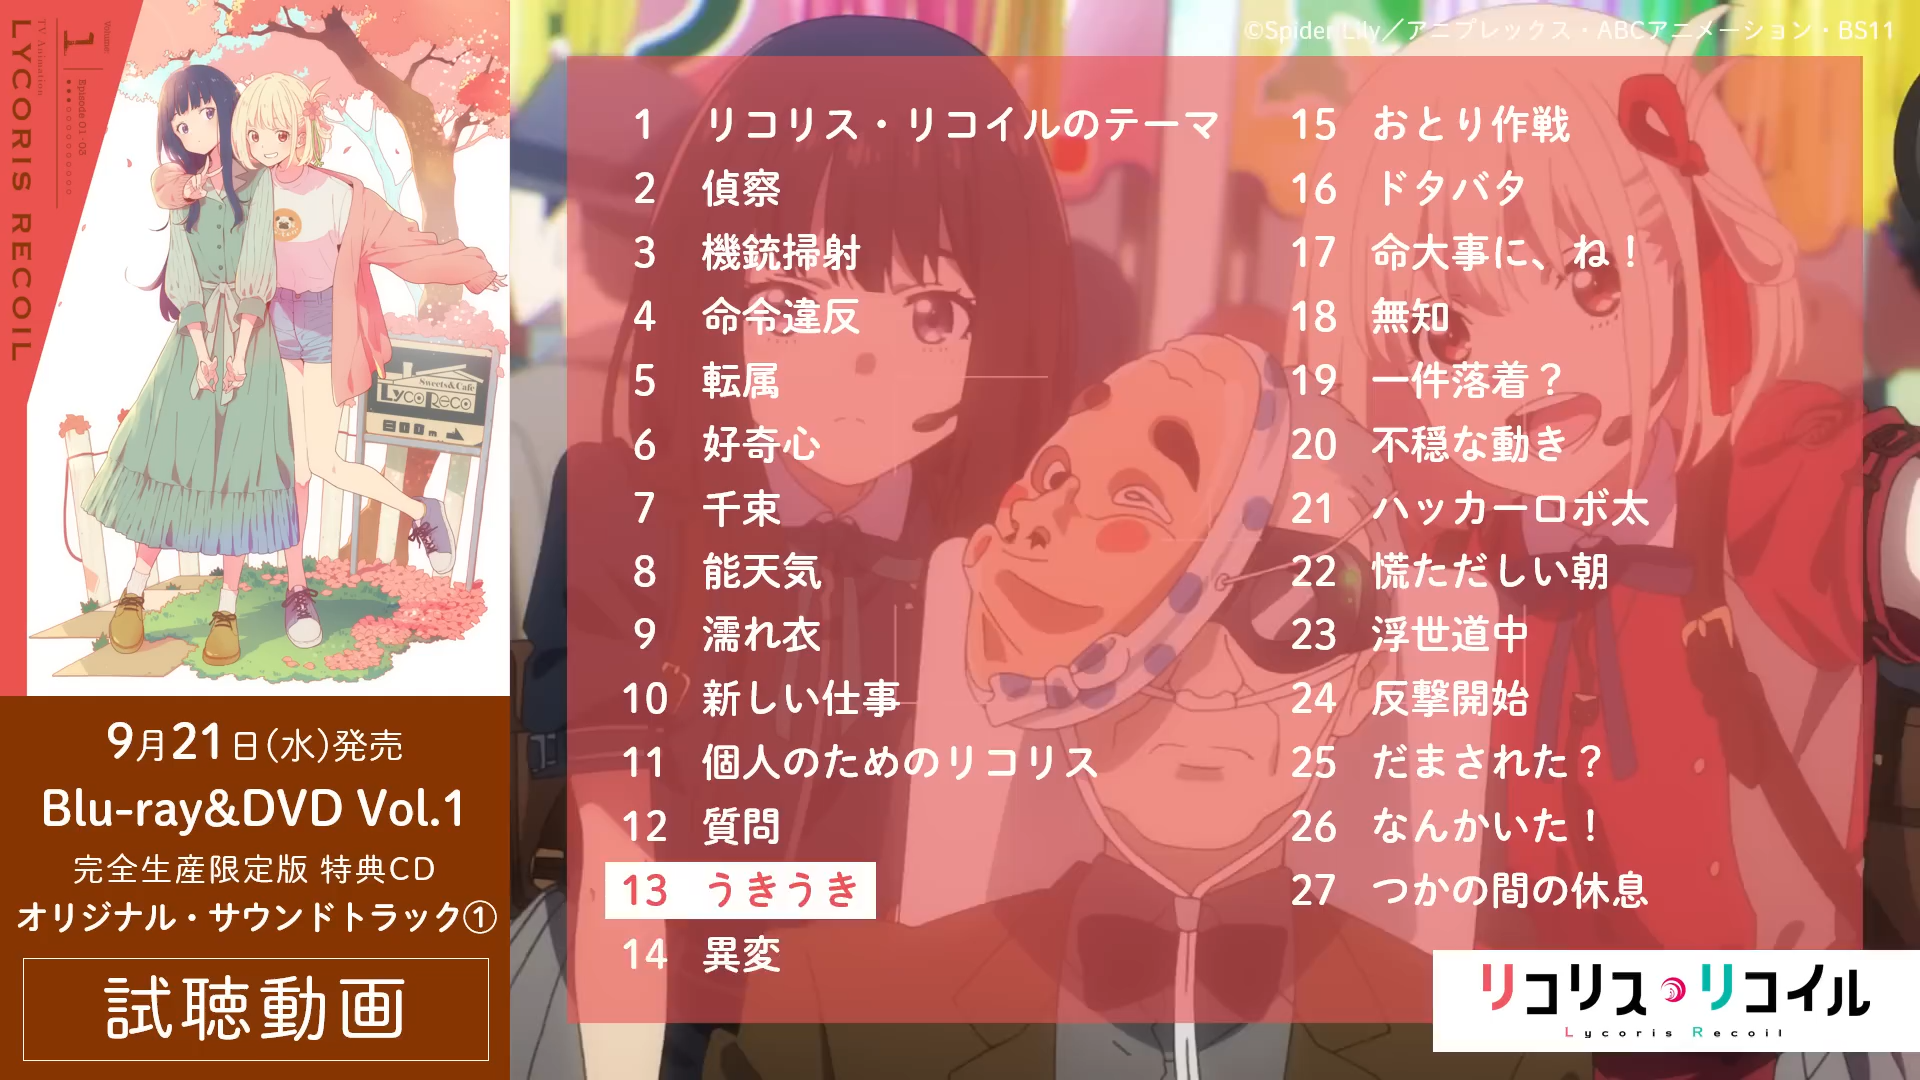 Volume.
1
Episode 01-03
TV Animation
LYCORIS RECOIL
Sweets&Cafe
LycoReco
800m
9月21日(水)発売
Blu-ray&DVD Vol.1
完全生産限定版 特典CD
オリジナル・サウンドトラック①
試聴動画
©Spider Lily／アニプレックス・ABCアニメーション・BS11
1 リコリス・リコイルのテーマ
2 偵察
3 機銃掃射
4 命令違反
5 転属
6 好奇心
7 千束
8 能天気
9 濡れ衣
10 新しい仕事
11 個人のためのリコリス
12 質問
13 うきうき
14 異変
15 おとり作戦
16 ドタバタ
17 命大事に、ね！
18 無知
19 一件落着？
20 不穏な動き
21 ハッカーロボ太
22 慌ただしい朝
23 浮世道中
24 反撃開始
25 だまされた？
26 なんかいた！
27 つかの間の休息
リコリス・リコイル
Lycoris Recoil